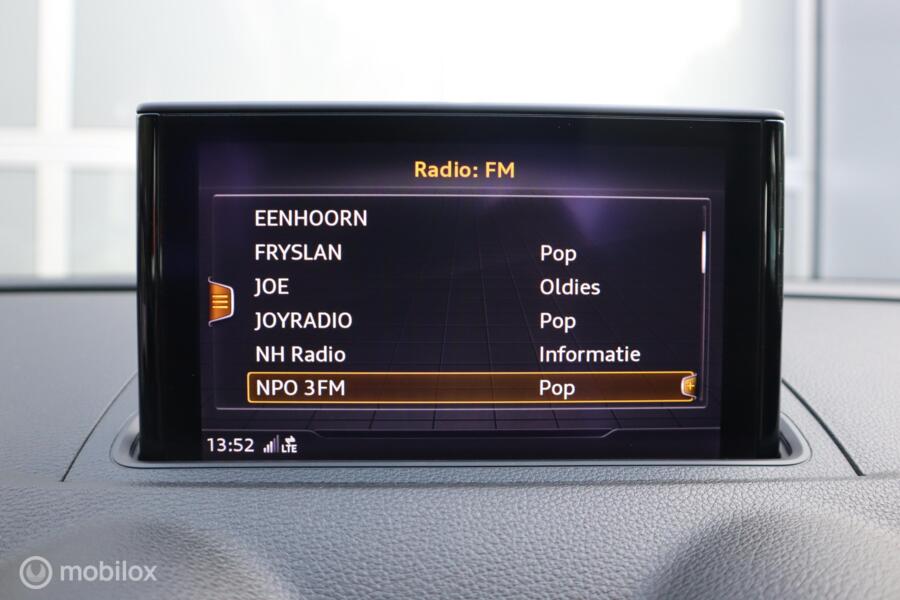 Radio: FM
EENHOORN
FRYSLAN Pop
JOE Oldies
JOYRADIO Pop
NH Radio Informatie
NPO 3FM Pop
13:52 LTE
mobilox